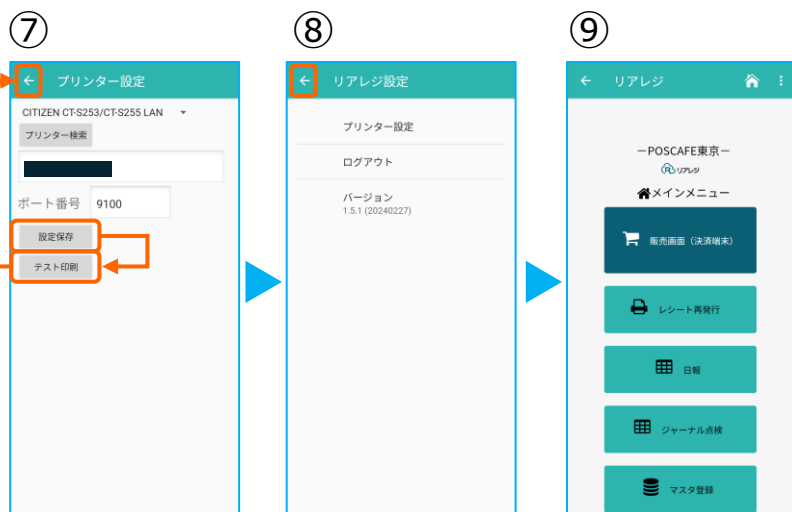 ⑦
← プリンター設定
CITIZEN CT-S253/CT-S255 LAN
プリンター検索
ポート番号 9100
設定保存
テスト印刷
⑧
← リアレジ設定
プリンター設定
ログアウト
バージョン
1.5.1 (20240227)
⑨
← リアレジ
－POSCAFE東京－
リアレジ
メインメニュー
販売画面（決済端末）
レシート再発行
日報
ジャーナル点検
マスタ登録